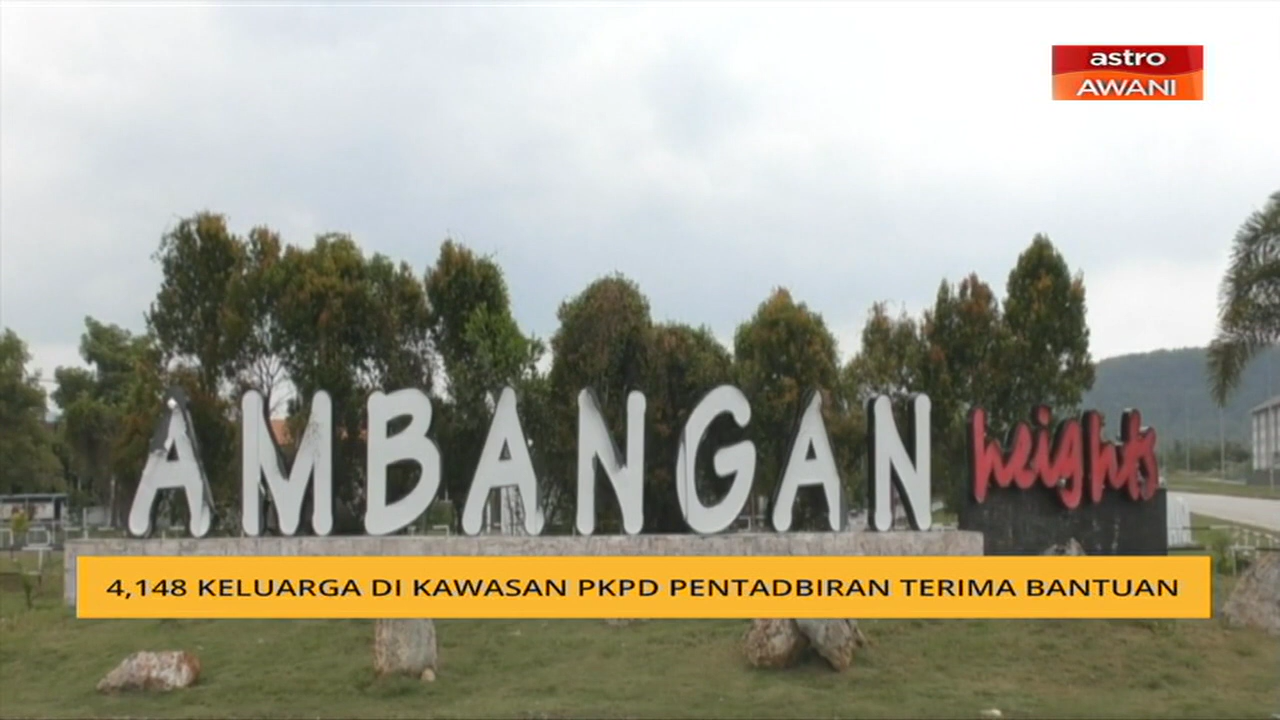 astro
AWANI
AMBANGAN heights
4,148 KELUARGA DI KAWASAN PKPD PENTADBIRAN TERIMA BANTUAN